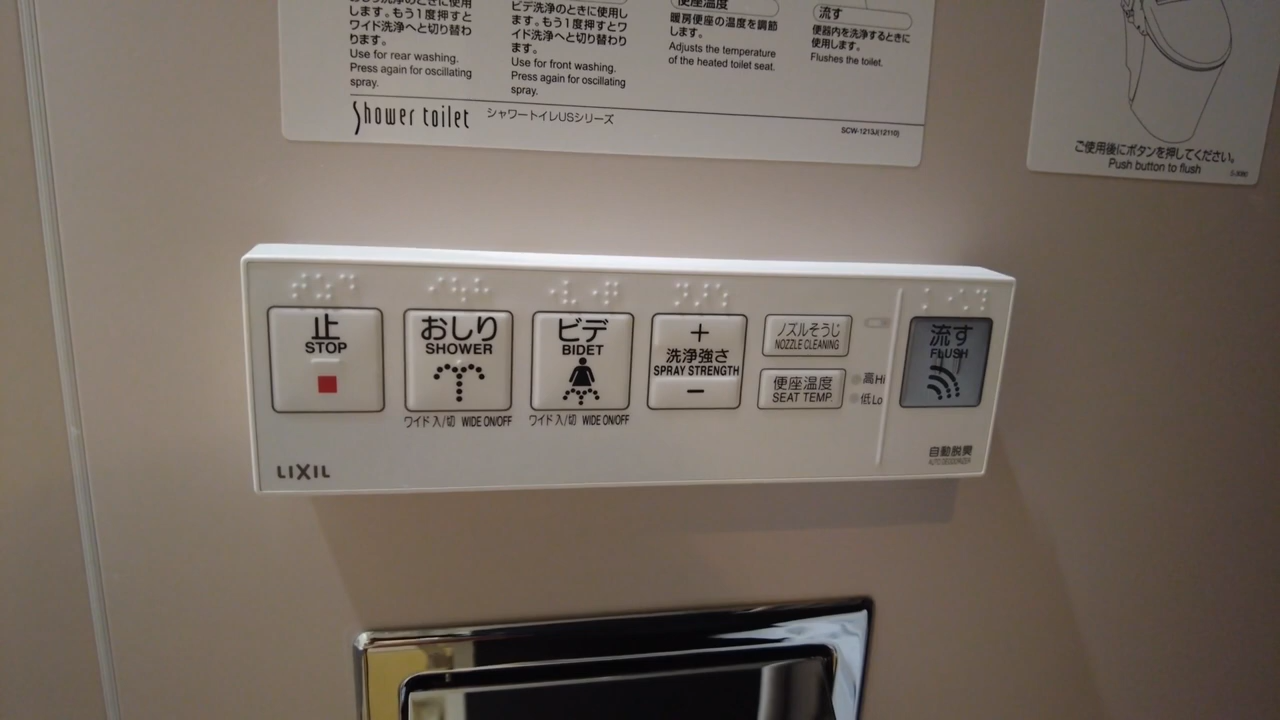 します。もう1度押すと
ワイド洗浄へと切り替わ
ります。
Use for rear washing.
Press again for oscillating
spray.
ビデ洗浄のときに使用し
ます。もう1度押すとワ
イド洗浄へと切り替わり
ます。
Use for front washing.
Press again for oscillating
spray.
便座温度
暖房便座の温度を調節
します。
Adjusts the temperature
of the heated toilet seat.
流す
便器内を洗浄するときに
使用します。
Flushes the toilet.
Shower toilet シャワートイレUSシリーズ
SCW-1213J(12110)
ご使用後にボタンを押してください。
Push button to flush
止
STOP
おしり
SHOWER
ワイド 入/切 WIDE ON/OFF
ビデ
BIDET
ワイド 入/切 WIDE ON/OFF
+
洗浄強さ
SPRAY STRENGTH
−
ノズルそうじ
NOZZLE CLEANING
便座温度
SEAT TEMP.
高Hi
低Lo
流す
FLUSH
自動脱臭
AUTO DEODORIZER
LIXIL